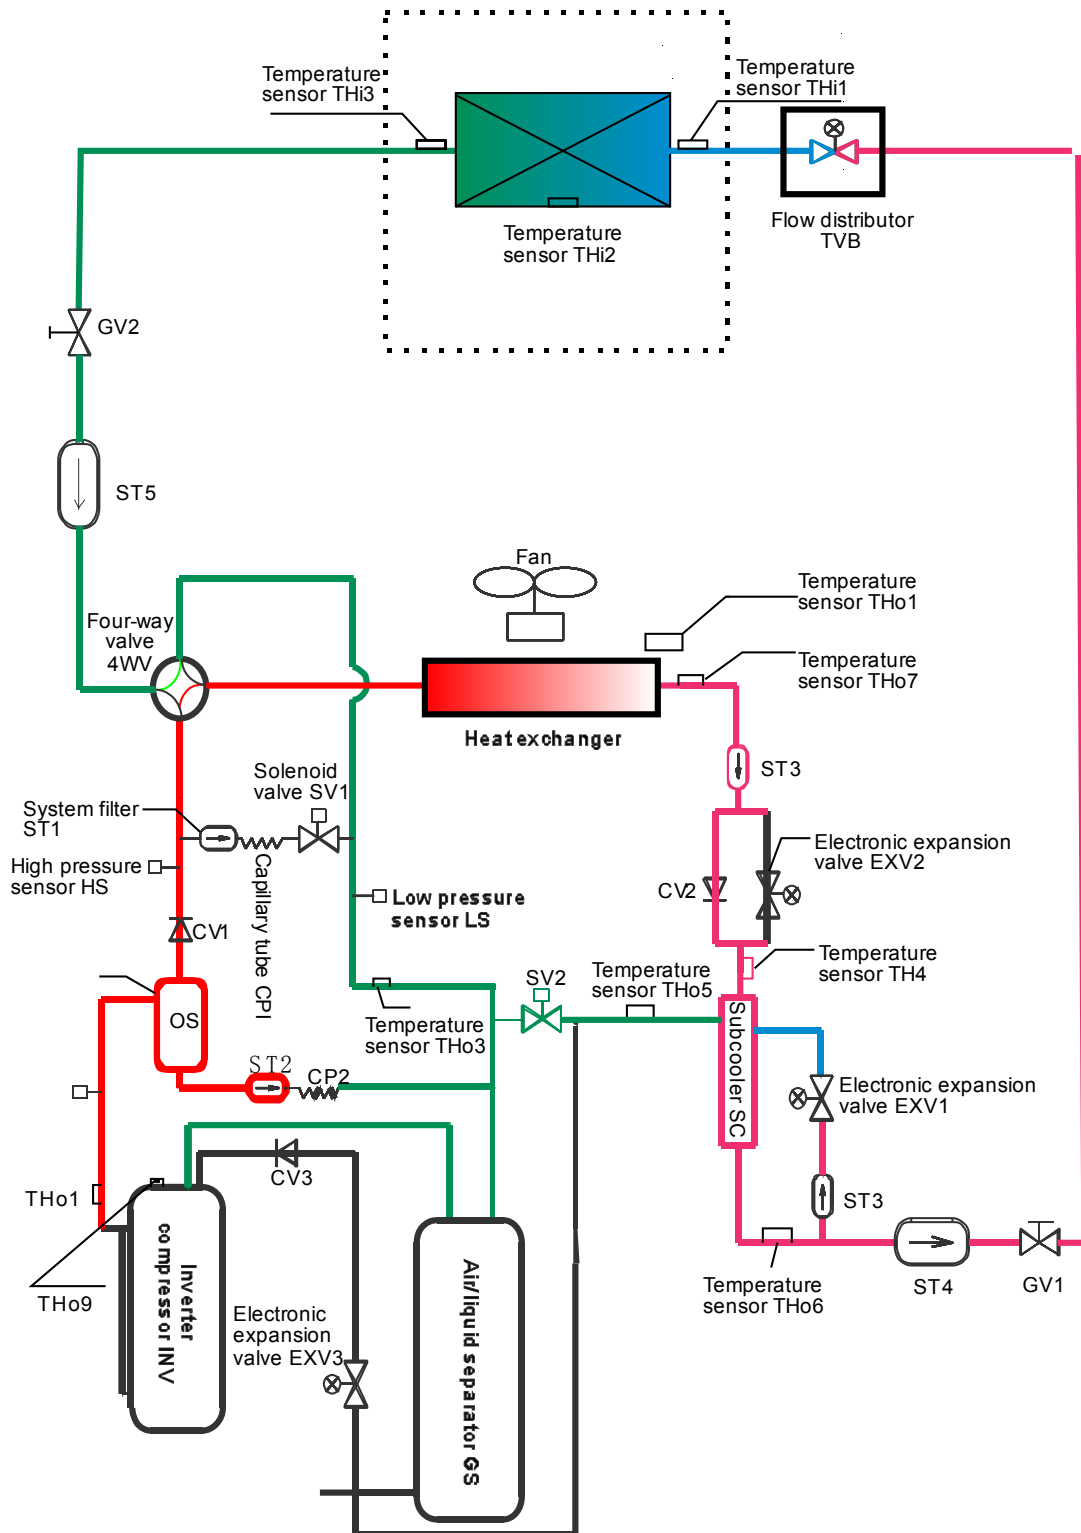 Temperature
sensor THi3
Temperature
sensor THi1
Temperature
sensor THi2
Flow distributor
TVB
GV2
ST5
Fan
Four-way
valve
4WV
Temperature
sensor THo1
Temperature
sensor THo7
Heat exchanger
ST3
Solenoid
valve SV1
System filter
ST1
High pressure
sensor HS
Capillary tube CPI
Low pressure
sensor LS
CV1
CV2
Electronic expansion
valve EXV2
Temperature
sensor TH4
SV2
Temperature
sensor THo5
OS
Temperature
sensor THo3
Subcooler SC
ST2
CP2
Electronic expansion
valve EXV1
CV3
THo1
ST3
THo9
Inverter
compressor INV
Air/liquid separator GS
Electronic
expansion
valve EXV3
Temperature
sensor THo6
ST4
GV1